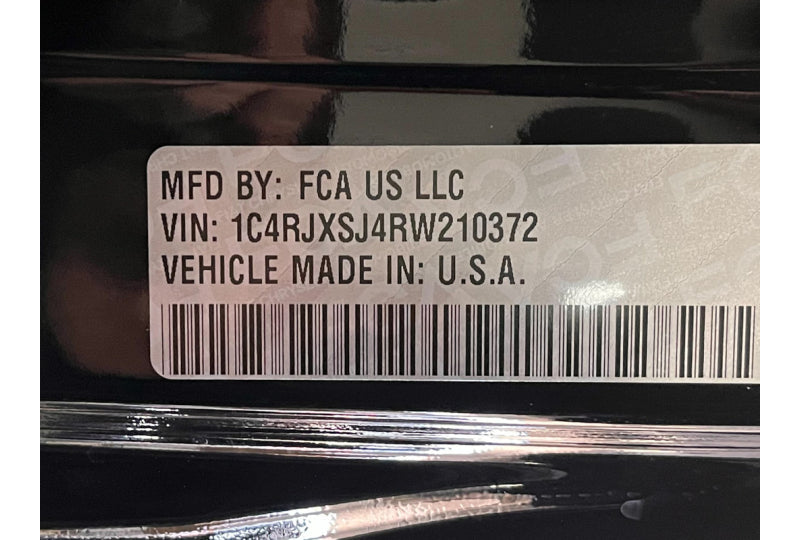 MFD BY: FCA US LLC
VIN: 1C4RJXSJ4RW210372
VEHICLE MADE IN: U.S.A.